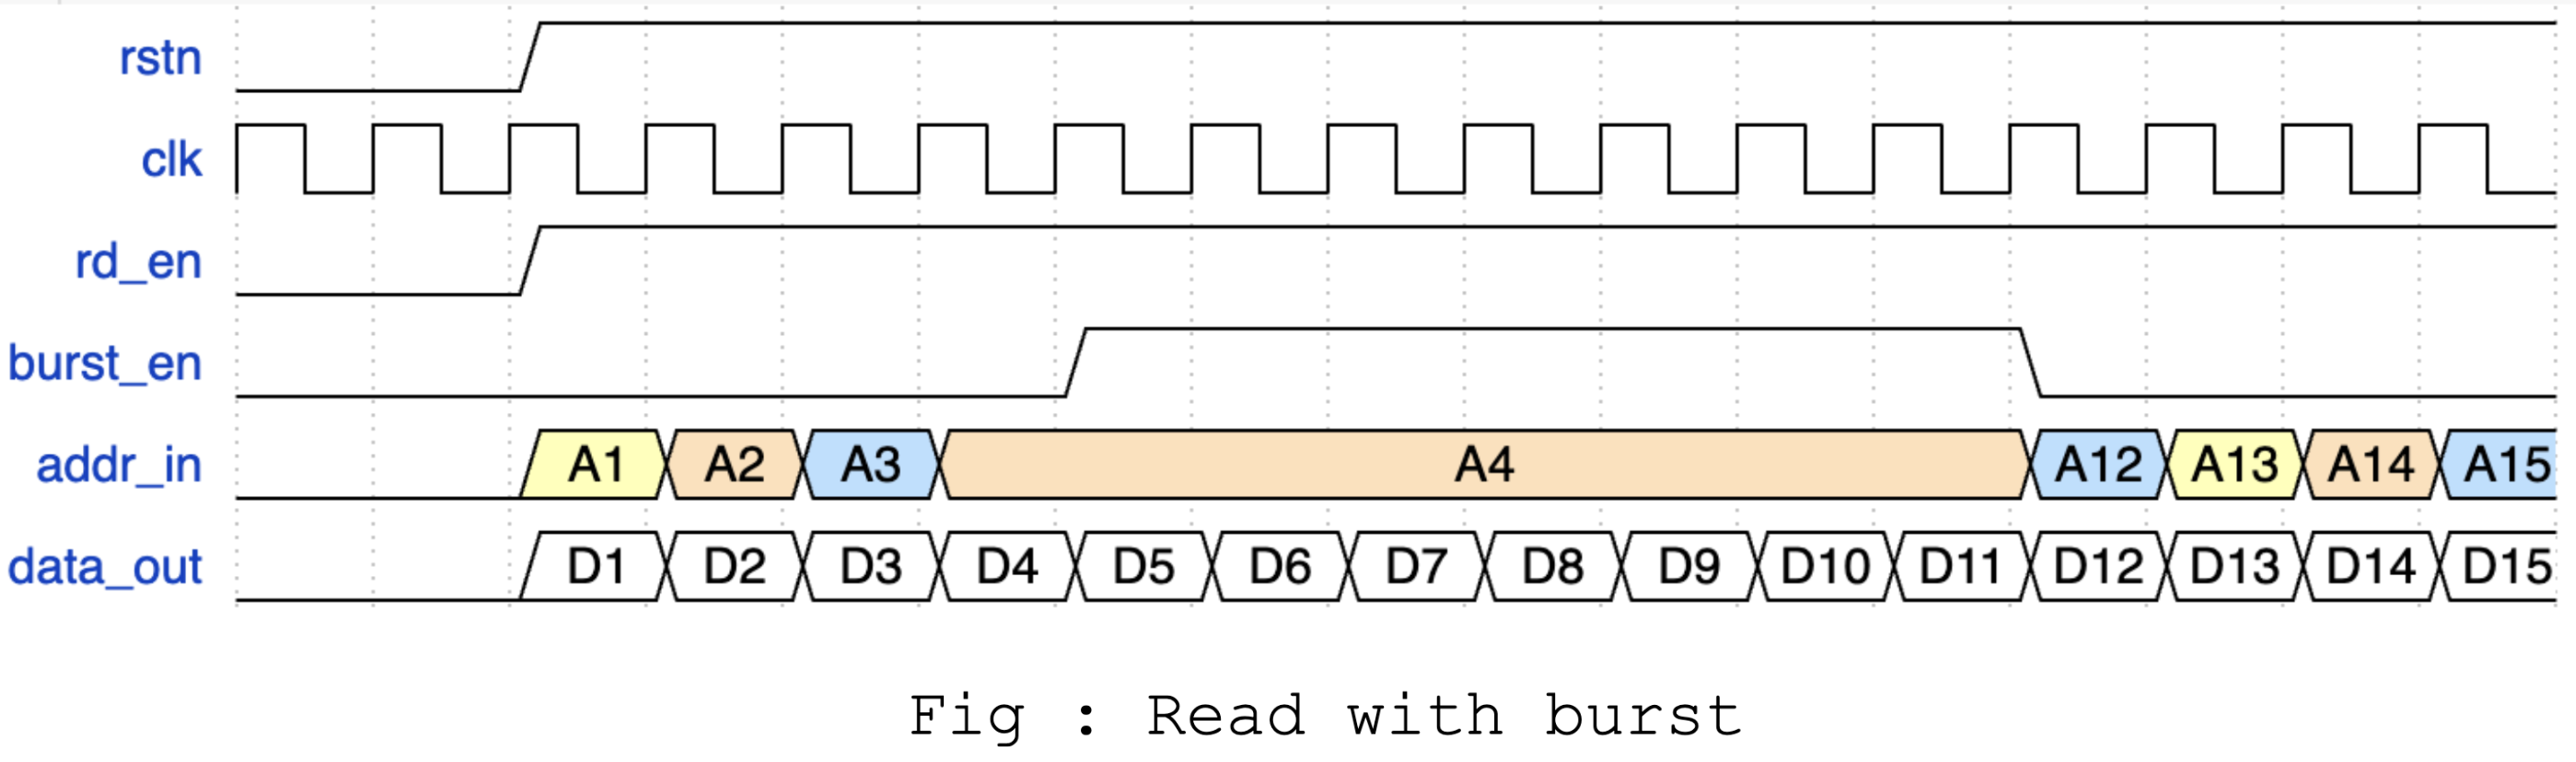 rstn
clk
rd_en
burst_en
addr_in A1 A2 A3 A4 A12 A13 A14 A15
data_out D1 D2 D3 D4 D5 D6 D7 D8 D9 D10 D11 D12 D13 D14 D15
Fig : Read with burst